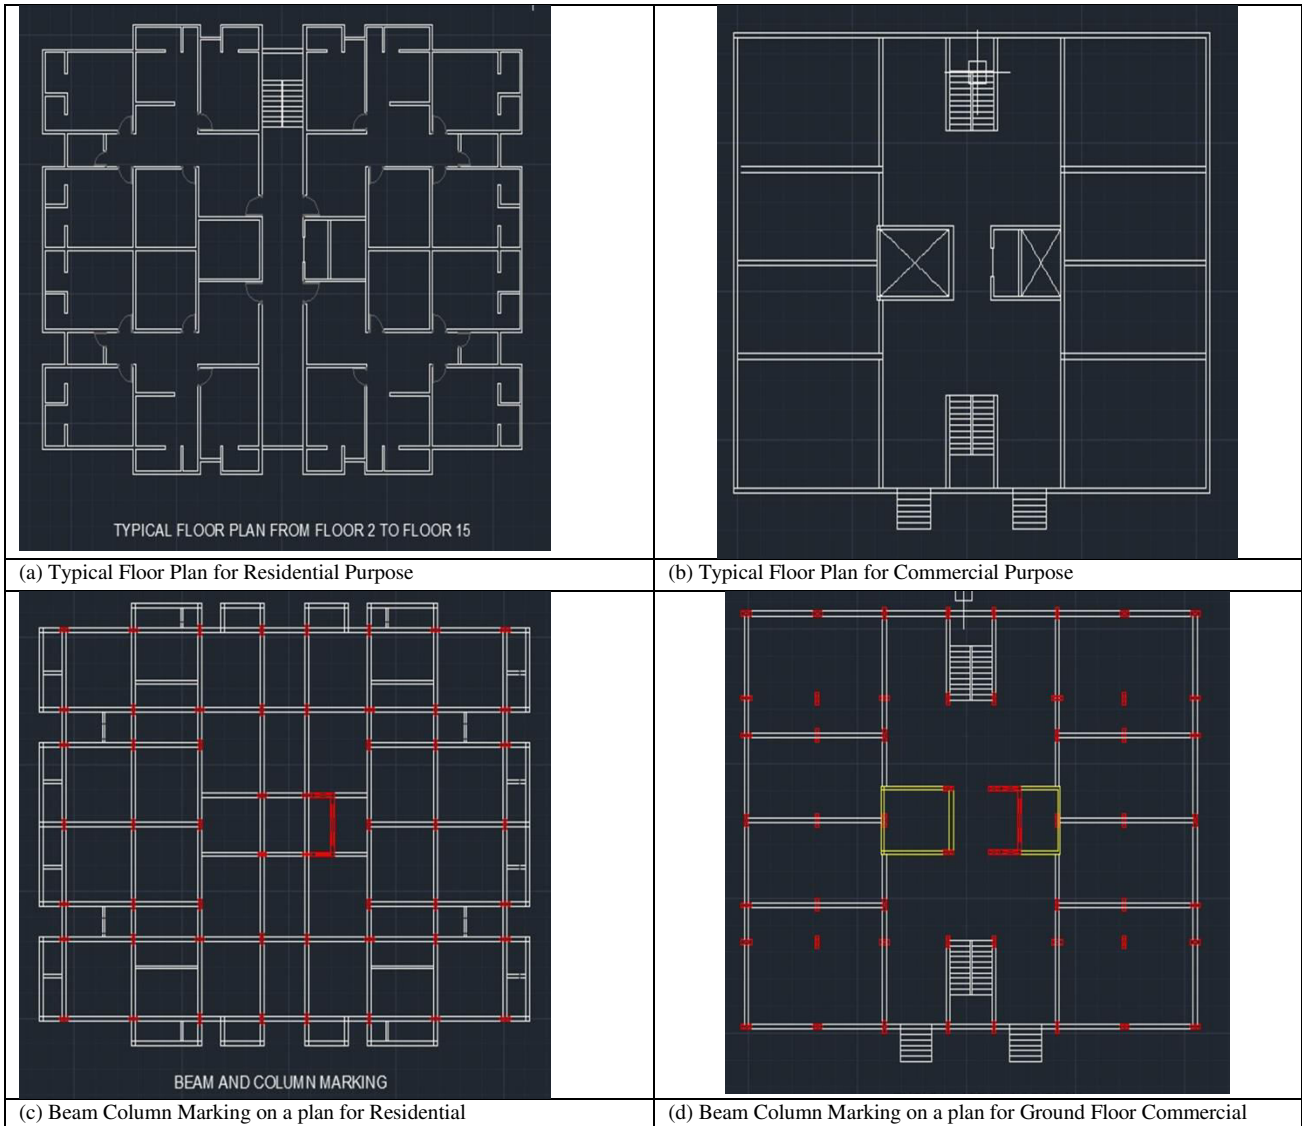 TYPICAL FLOOR PLAN FROM FLOOR 2 TO FLOOR 15
(a) Typical Floor Plan for Residential Purpose
(b) Typical Floor Plan for Commercial Purpose
BEAM AND COLUMN MARKING
(c) Beam Column Marking on a plan for Residential
(d) Beam Column Marking on a plan for Ground Floor Commercial